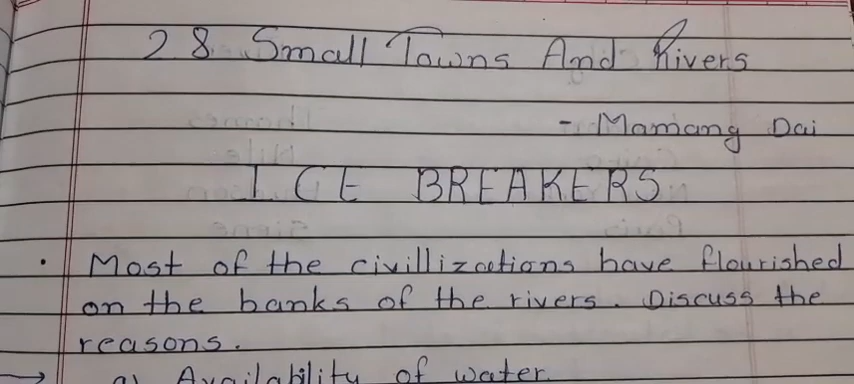 28 Small Towns And Rivers
- Mamang Dai
ICE BREAKERS
• Most of the civillizations have flourished
on the banks of the rivers. Discuss the
reasons.
→ a) Availability of water.